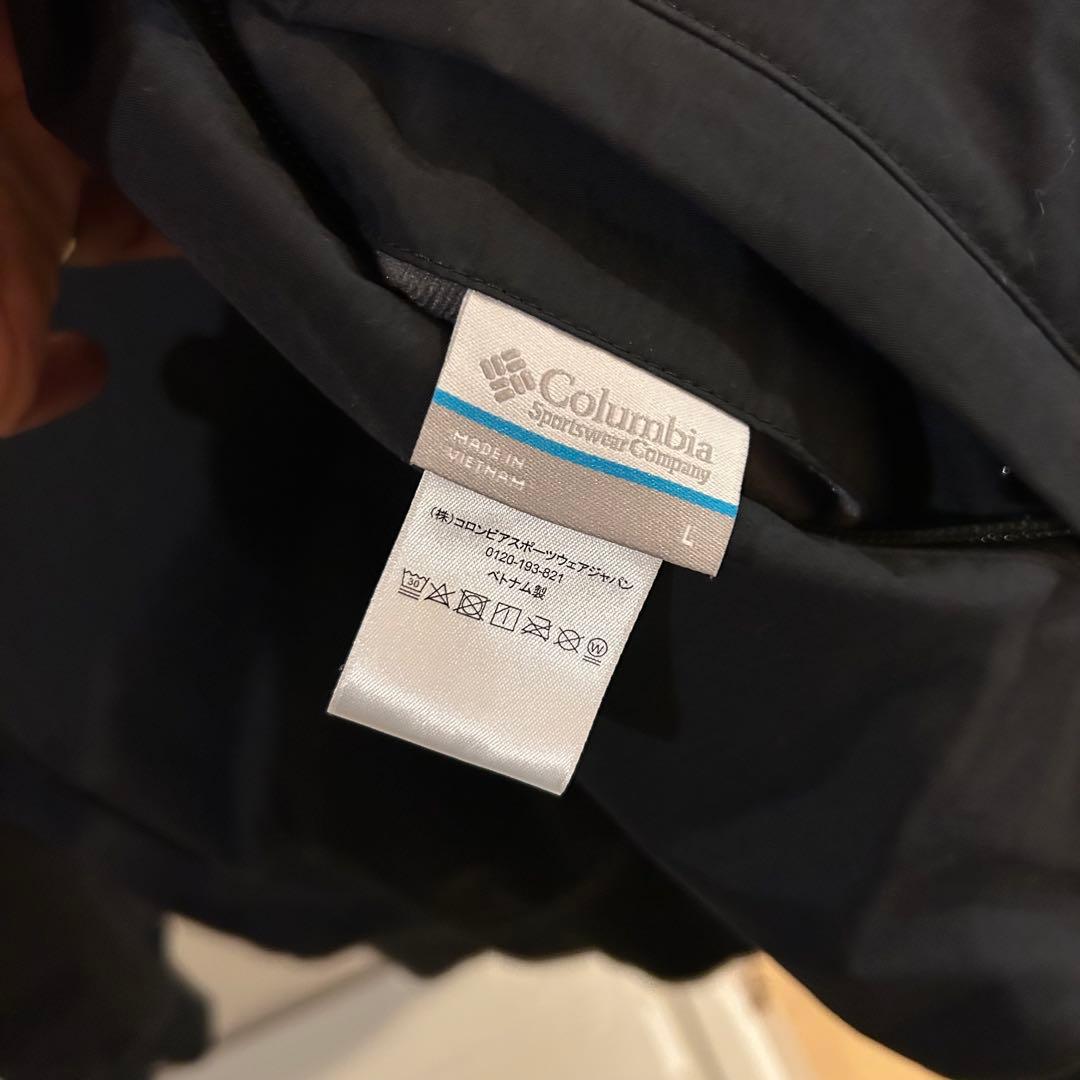 Columbia
Sportswear Company
MADE IN
VIETNAM
L
(株)コロンビアスポーツウェアジャパン
0120-193-821
ベトナム製
30
W